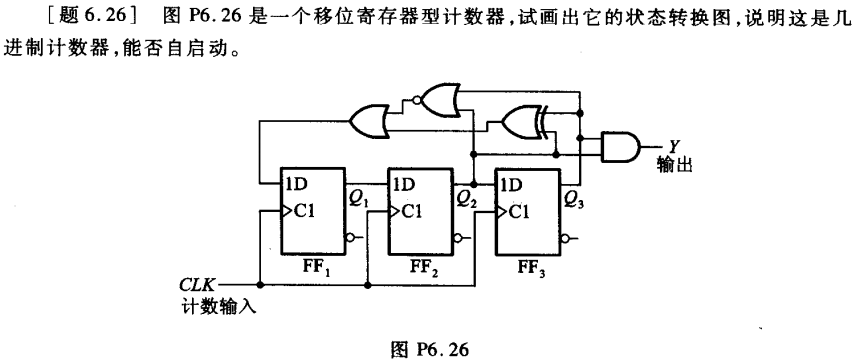 [题 6.26] 图 P6.26 是一个移位寄存器型计数器,试画出它的状态转换图,说明这是几
进制计数器,能否自启动。
Y
输出
1D Q1 1D Q2 1D Q3
C1 C1 C1
FF1 FF2 FF3
CLK
计数输入
图 P6.26